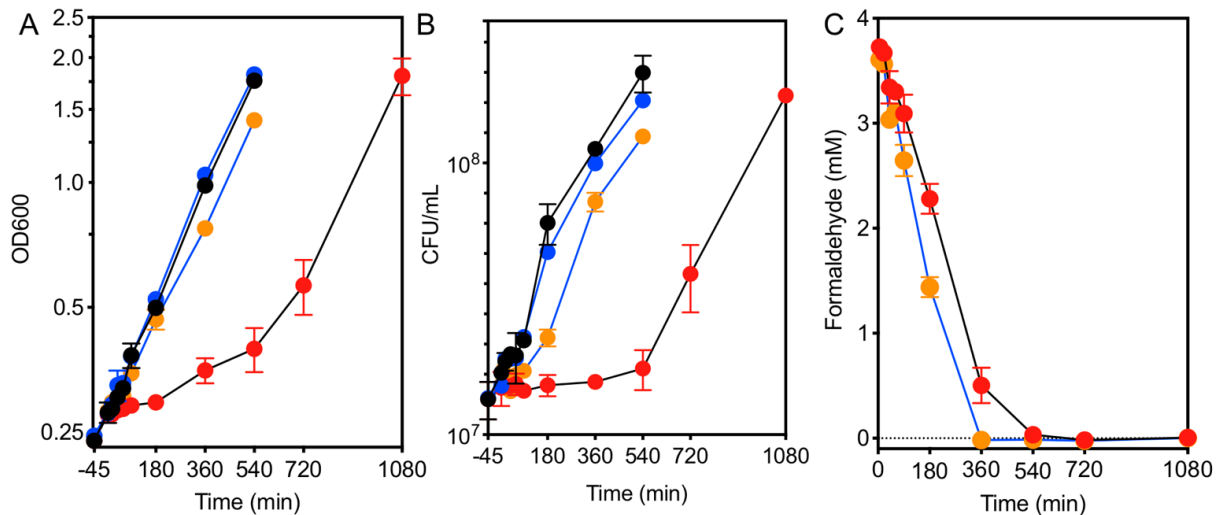 A
OD600
2.5
2.0
1.5
1.0
0.5
0.25
-45 180 360 540 720 1080
Time (min)
B
CFU/mL
10⁸
10⁷
-45 180 360 540 720 1080
Time (min)
C
Formaldehyde (mM)
4
3
2
1
0
0 180 360 540 720 1080
Time (min)